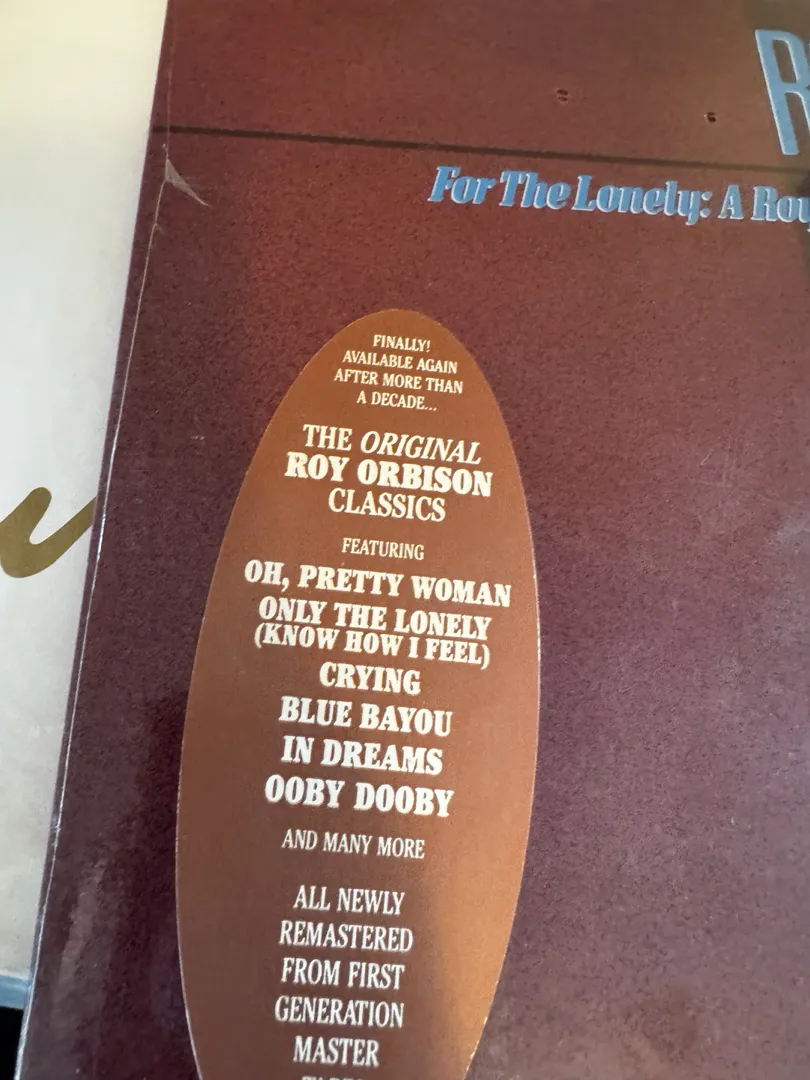 For The Lonely: A Roy
FINALLY!
AVAILABLE AGAIN
AFTER MORE THAN
A DECADE...
THE ORIGINAL
ROY ORBISON
CLASSICS
FEATURING
OH, PRETTY WOMAN
ONLY THE LONELY
(KNOW HOW I FEEL)
CRYING
BLUE BAYOU
IN DREAMS
OOBY DOOBY
AND MANY MORE
ALL NEWLY
REMASTERED
FROM FIRST
GENERATION
MASTER